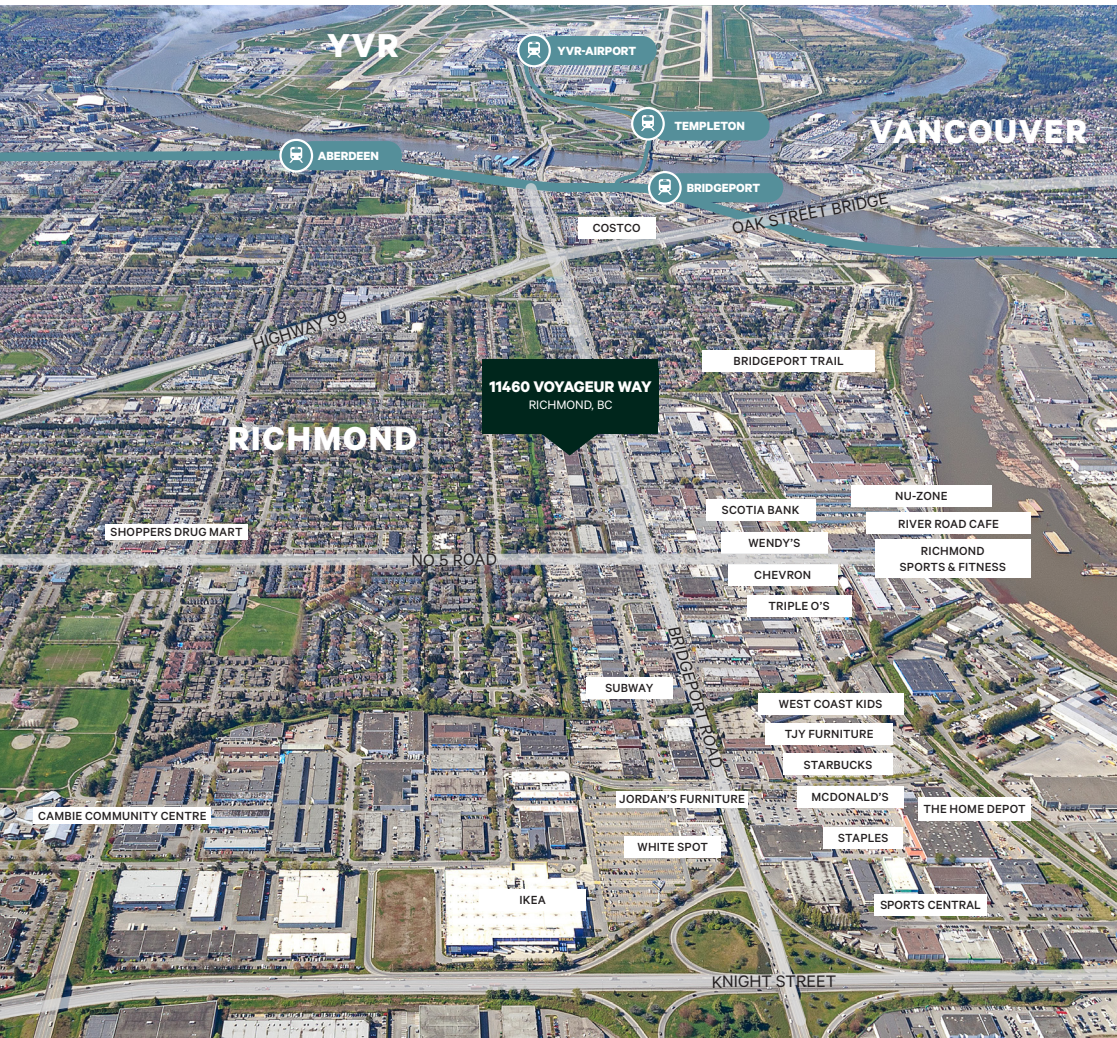 YVR
YVR-AIRPORT
TEMPLETON
VANCOUVER
ABERDEEN
BRIDGEPORT
OAK STREET BRIDGE
COSTCO
HIGHWAY 99
BRIDGEPORT TRAIL
11460 VOYAGEUR WAY
RICHMOND, BC
RICHMOND
NU-ZONE
SCOTIA BANK
RIVER ROAD CAFE
SHOPPERS DRUG MART
WENDY'S
RICHMOND
SPORTS & FITNESS
NO.5 ROAD
CHEVRON
TRIPLE O'S
BRIDGEPORT ROAD
SUBWAY
WEST COAST KIDS
TJY FURNITURE
STARBUCKS
JORDAN'S FURNITURE
MCDONALD'S
THE HOME DEPOT
CAMBIE COMMUNITY CENTRE
STAPLES
WHITE SPOT
IKEA
SPORTS CENTRAL
KNIGHT STREET